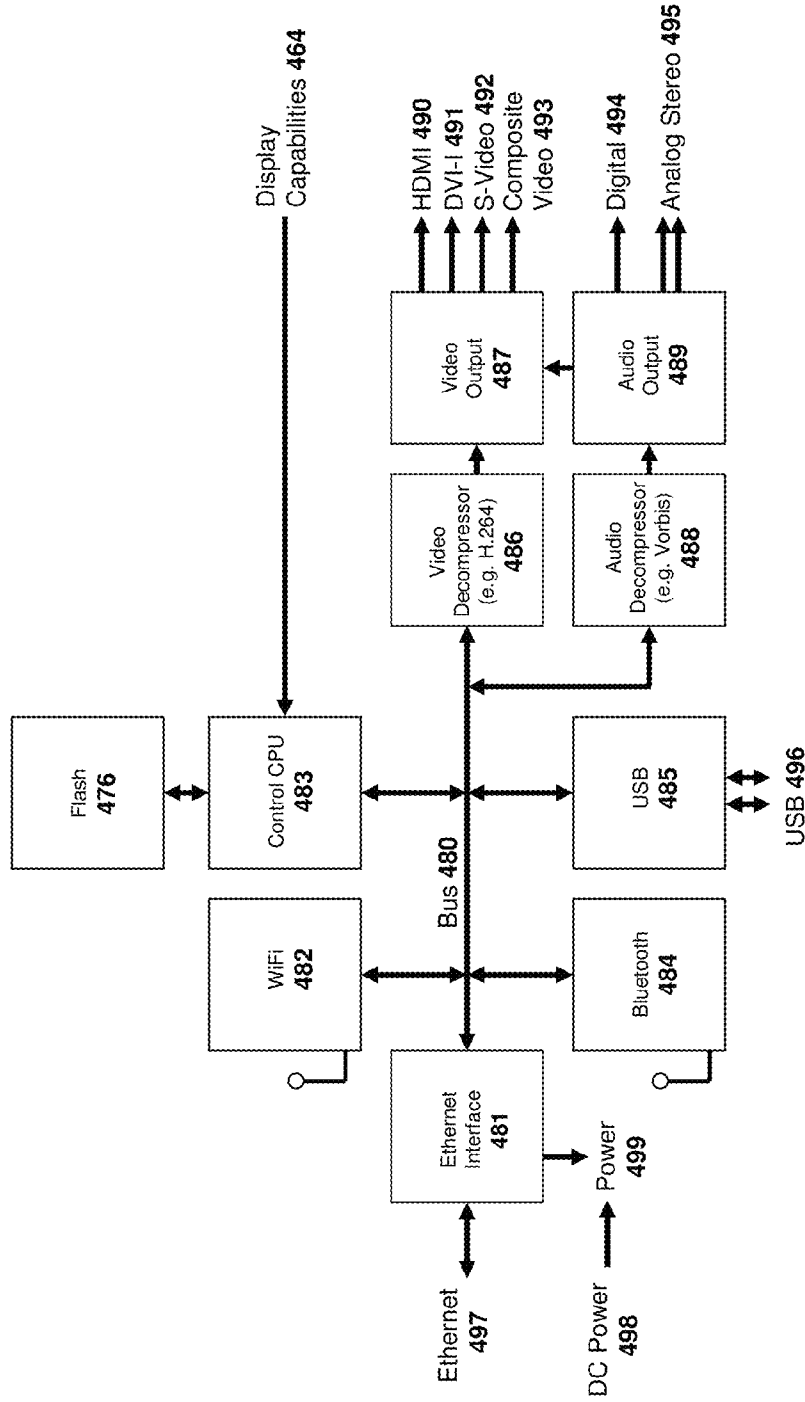 Display
Capabilities 464
Flash
476
Control CPU
483
WiFi
482
HDMI 490
DVI-I 491
S-Video 492
Composite
Video 493
Video
Output
487
Video
Decompressor
(e.g. H.264)
486
Bus 480
Ethernet
Interface
481
Ethernet
497
Digital 494
Analog Stereo 495
Audio
Output
489
Audio
Decompressor
(e.g. Vorbis)
488
USB
485
Bluetooth
484
Power
499
DC Power
498
USB 496